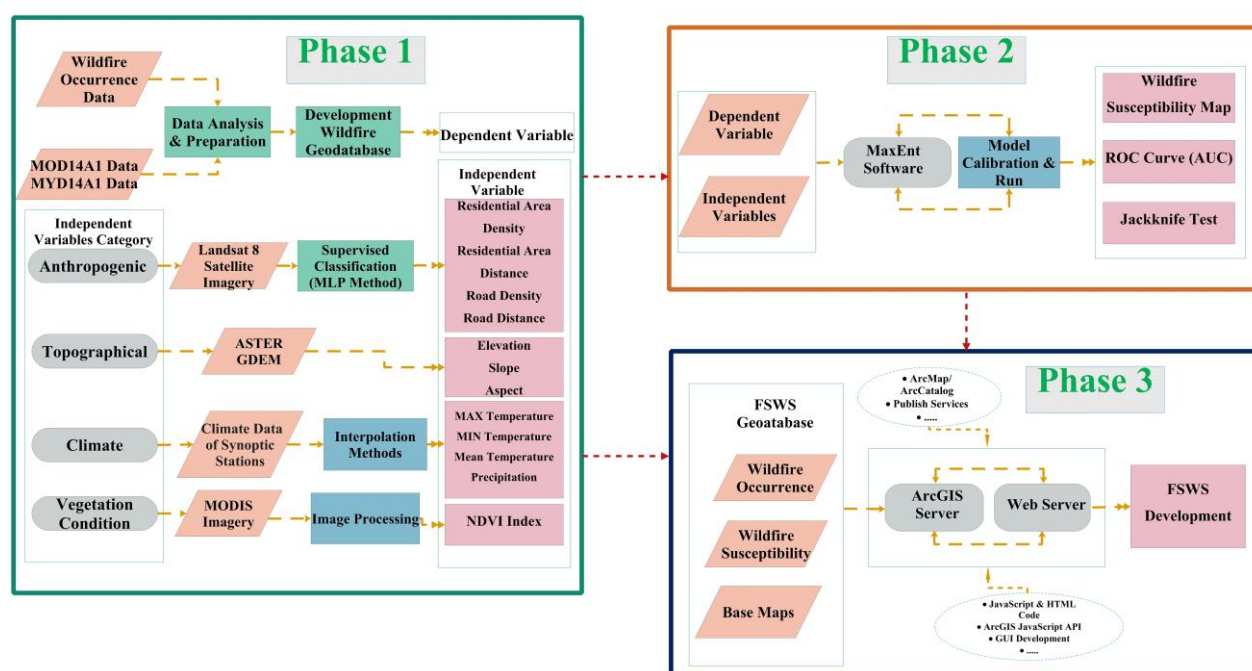 Phase 1
Wildfire
Occurrence
Data
MOD14A1 Data
MYD14A1 Data
Data Analysis
& Preparation
Development
Wildfire
Geodatabase
Dependent Variable
Independent
Variables Category
Independent
Variable
Anthropogenic
Landsat 8
Satellite
Imagery
Supervised
Classification
(MLP Method)
Residential Area
Density
Residential Area
Distance
Road Density
Road Distance
Topographical
ASTER
GDEM
Elevation
Slope
Aspect
Climate
Climate Data
of Synoptic
Stations
Interpolation
Methods
MAX Temperature
MIN Temperature
Mean Temperature
Precipitation
Vegetation
Condition
MODIS
Imagery
Image Processing
NDVI Index
Phase 2
Dependent
Variable
Independent
Variables
MaxEnt
Software
Model
Calibration &
Run
Wildfire
Susceptibility Map
ROC Curve (AUC)
Jackknife Test
Phase 3
FSWS
Geoatabase
Wildfire
Occurrence
Wildfire
Susceptibility
Base Maps
● ArcMap/
ArcCatalog
● Publish Services
● .....
ArcGIS
Server
Web Server
● JavaScript & HTML
Code
● ArcGIS JavaScript API
● GUI Development
● .....
FSWS
Development